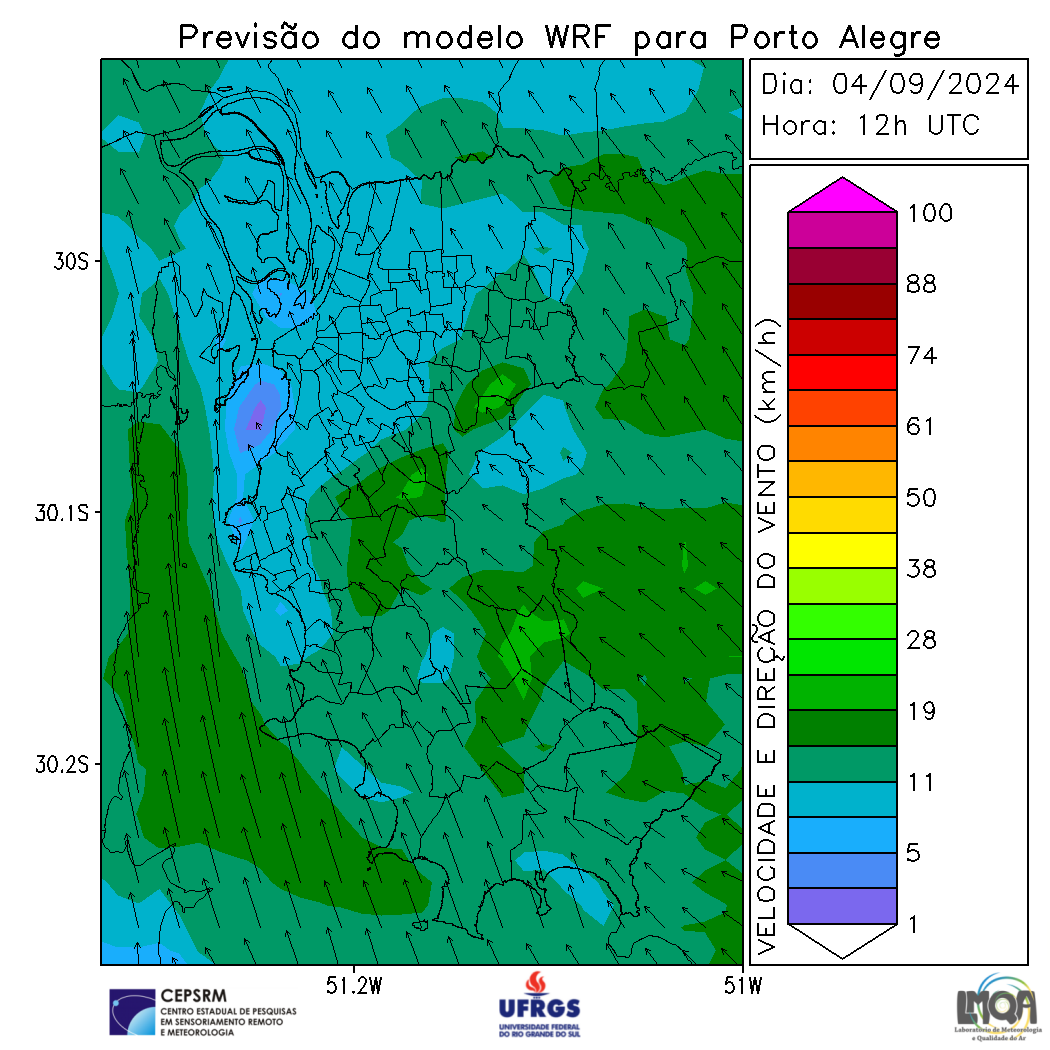 Previsão do modelo WRF para Porto Alegre
Dia: 04/09/2024
Hora: 12h UTC
30S
30.1S
30.2S
51.2W
51W
VELOCIDADE E DIREÇÃO DO VENTO (km/h)
100
88
74
61
50
38
28
19
11
5
1
CEPSRM
CENTRO ESTADUAL DE PESQUISAS
EM SENSORIAMENTO REMOTO
E METEOROLOGIA
UFRGS
UNIVERSIDADE FEDERAL
DO RIO GRANDE DO SUL
LMQA
Laboratório de Meteorologia
e Qualidade do Ar